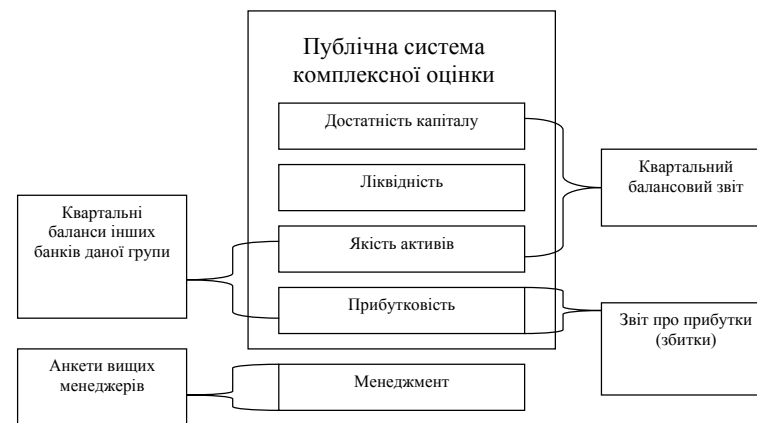 Публічна система
комплексної оцінки
Достатність капіталу
Ліквідність
Якість активів
Прибутковість
Менеджмент
Квартальні
баланси інших
банків даної групи
Анкети вищих
менеджерів
Квартальний
балансовий звіт
Звіт про прибутки
(збитки)